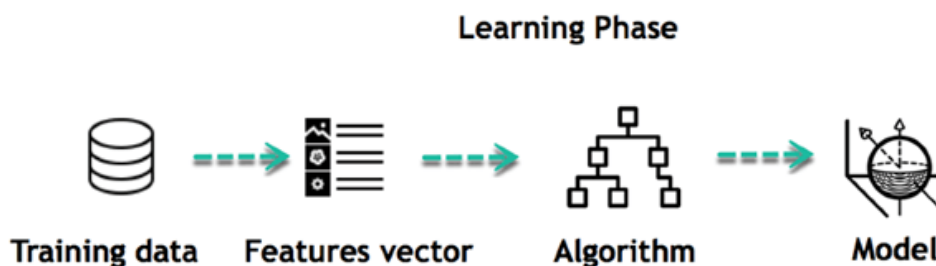 Learning Phase
Training data
Features vector
Algorithm
Model